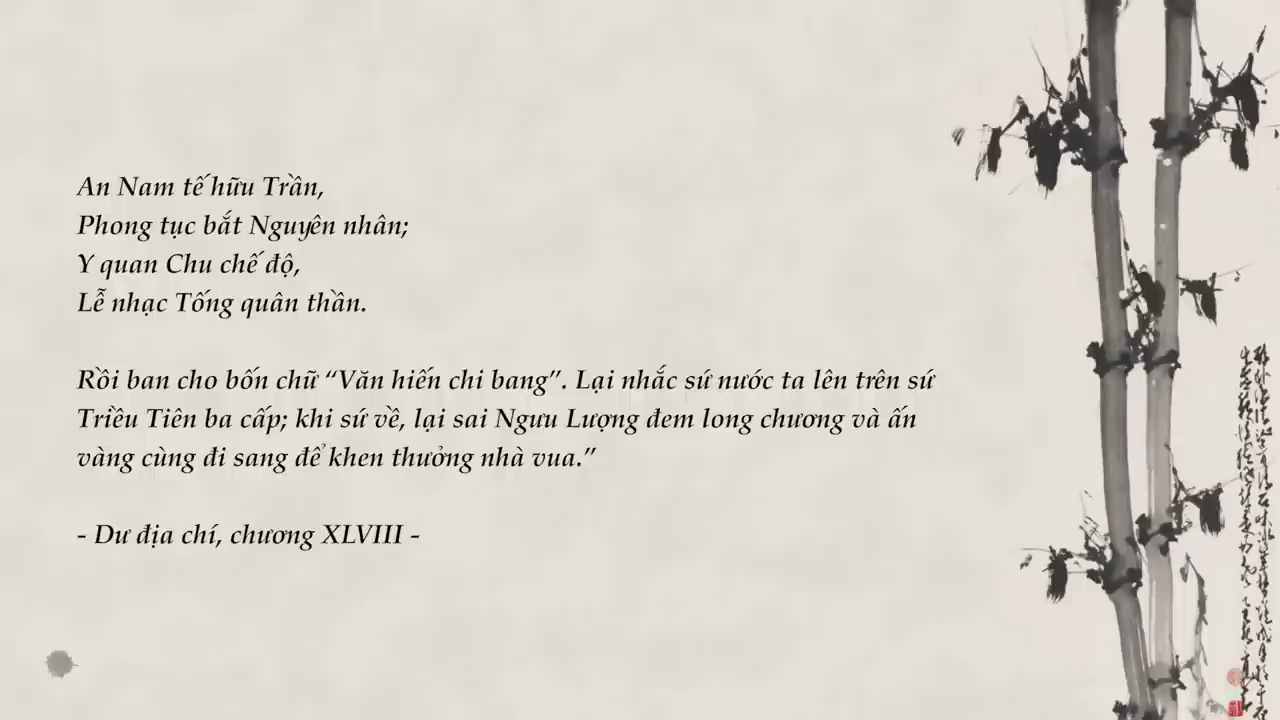 An Nam tế hữu Trần,
Phong tục bắt Nguyên nhân;
Y quan Chu chế độ,
Lễ nhạc Tống quân thần.
Rồi ban cho bốn chữ “Văn hiến chi bang”. Lại nhắc sứ nước ta lên trên sứ
Triều Tiên ba cấp; khi sứ về, lại sai Ngưu Lượng đem long chương và ấn
vàng cùng đi sang để khen thưởng nhà vua.”
- Dư địa chí, chương XLVIII -